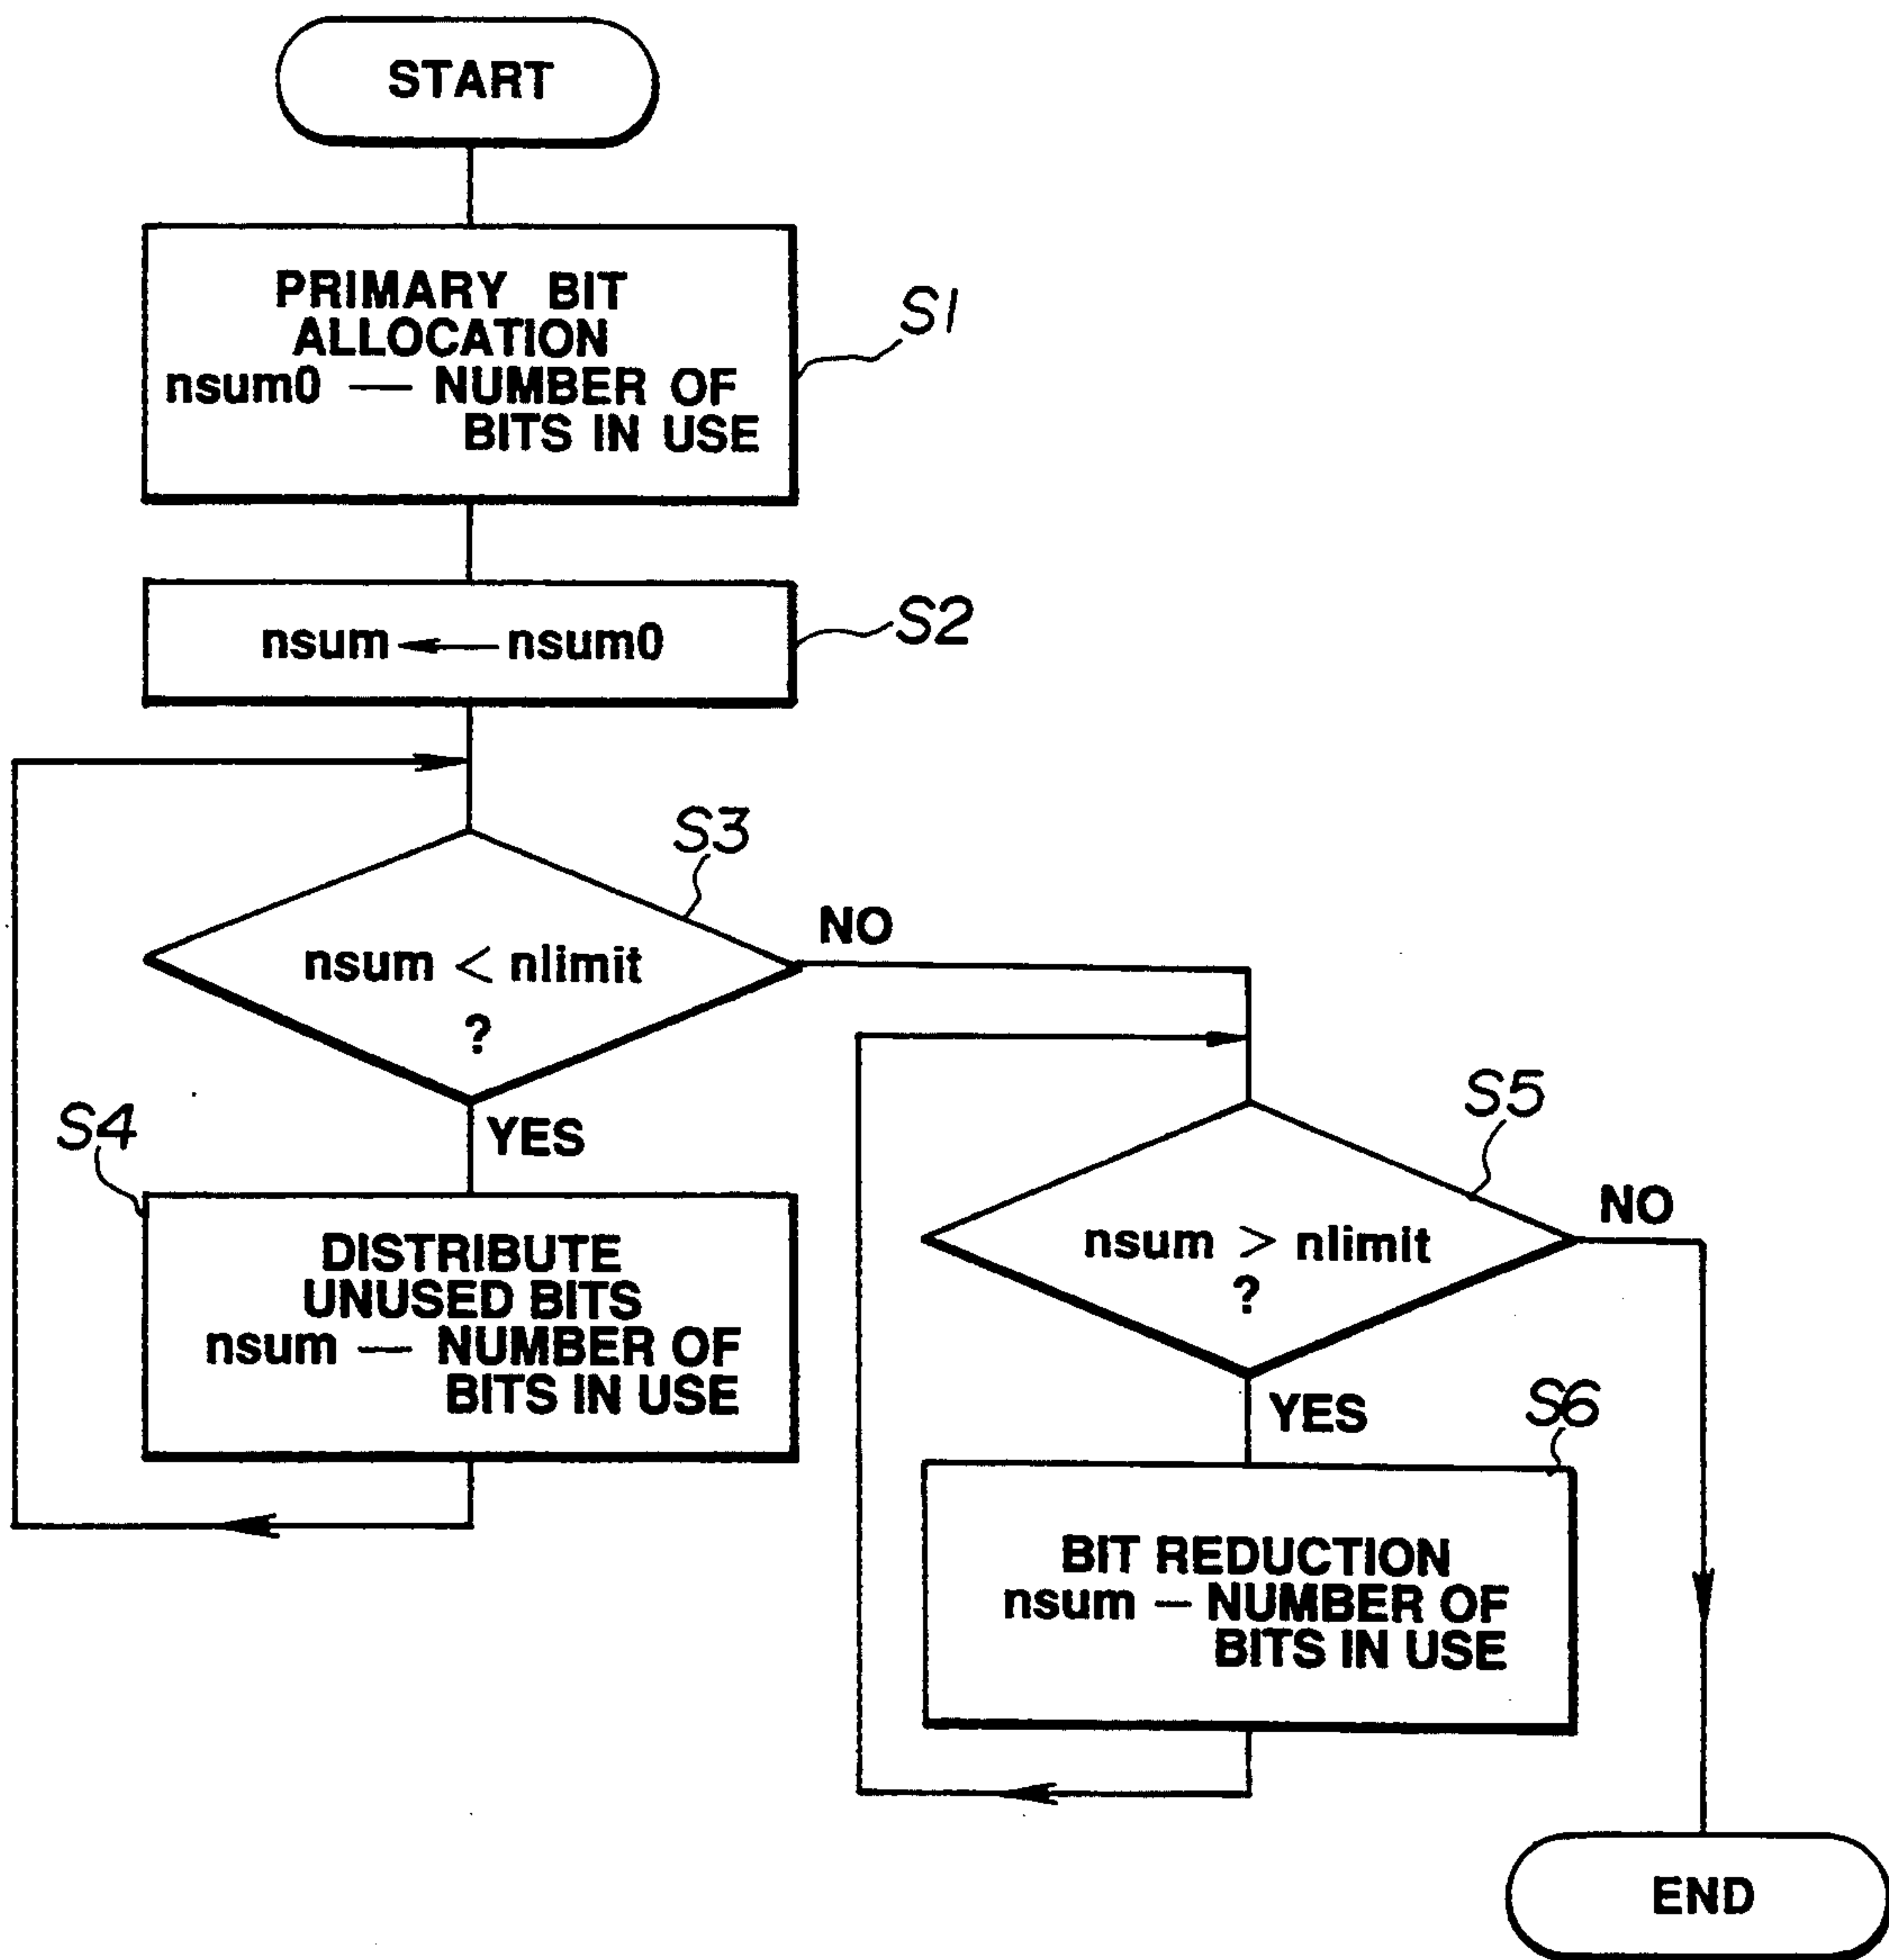 START
PRIMARY BIT
ALLOCATION
nsum0 — NUMBER OF
BITS IN USE
S1
nsum ← nsum0
S2
S3
nsum < nlimit
?
NO
YES
S4
DISTRIBUTE
UNUSED BITS
nsum — NUMBER OF
BITS IN USE
S5
nsum > nlimit
?
NO
YES
S6
BIT REDUCTION
nsum — NUMBER OF
BITS IN USE
END